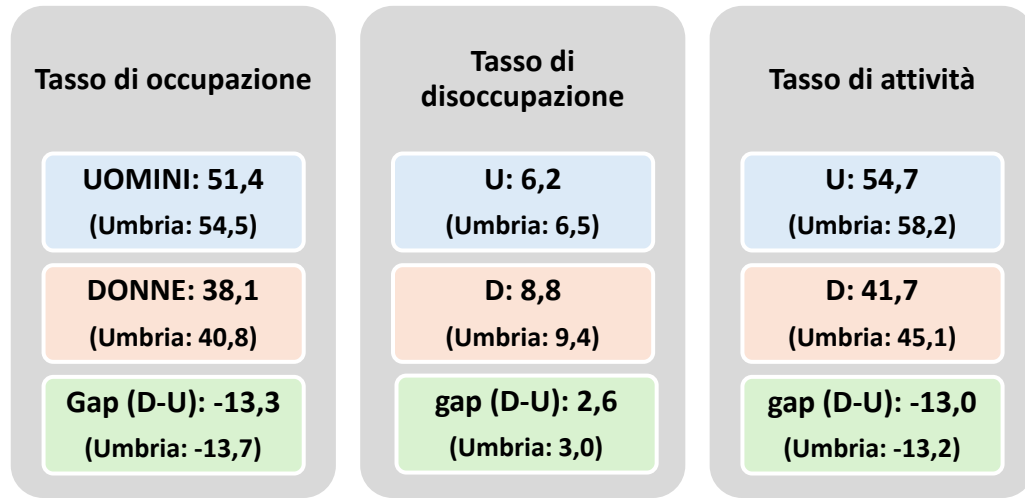 Tasso di occupazione
UOMINI: 51,4
(Umbria: 54,5)
DONNE: 38,1
(Umbria: 40,8)
Gap (D-U): -13,3
(Umbria: -13,7)
Tasso di
disoccupazione
U: 6,2
(Umbria: 6,5)
D: 8,8
(Umbria: 9,4)
gap (D-U): 2,6
(Umbria: 3,0)
Tasso di attività
U: 54,7
(Umbria: 58,2)
D: 41,7
(Umbria: 45,1)
gap (D-U): -13,0
(Umbria: -13,2)